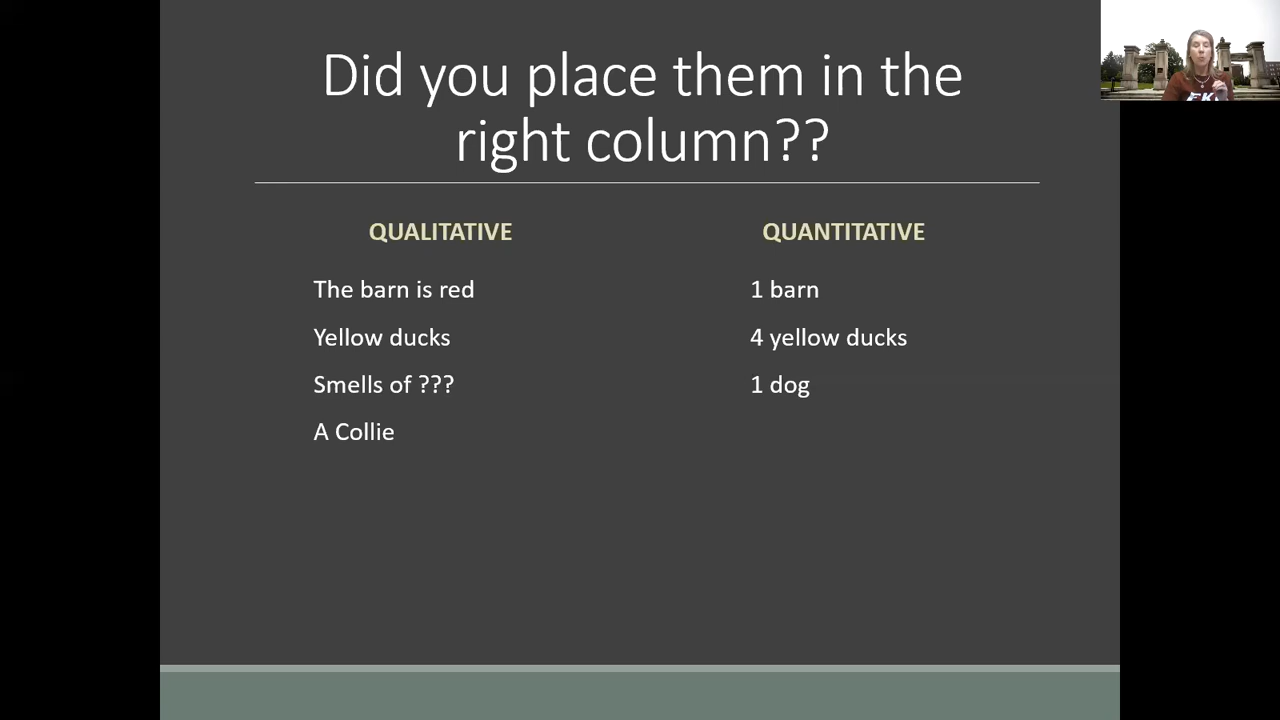 Did you place them in the
right column??
QUALITATIVE
The barn is red
Yellow ducks
Smells of ???
A Collie
QUANTITATIVE
1 barn
4 yellow ducks
1 dog